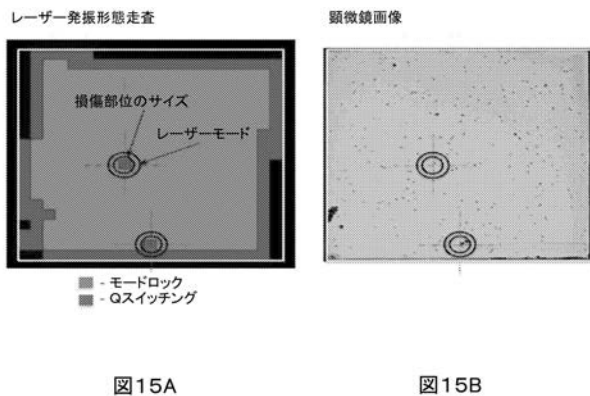 レーザー発振形態走査
顕微鏡画像
損傷部位のサイズ
レーザーモード
- モードロック
- Qスイッチング
図15A
図15B